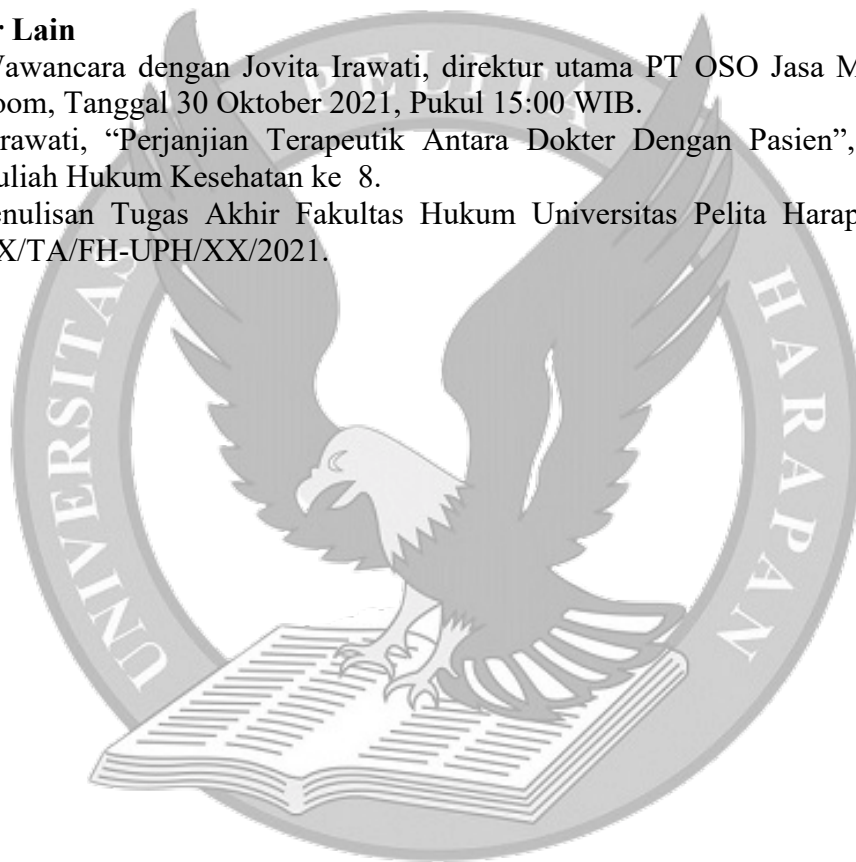 r Lain
Wawancara dengan Jovita Irawati, direktur utama PT OSO Jasa M
oom, Tanggal 30 Oktober 2021, Pukul 15:00 WIB.
rawati, “Perjanjian Terapeutik Antara Dokter Dengan Pasien”,
uliah Hukum Kesehatan ke  8.
enulisan Tugas Akhir Fakultas Hukum Universitas Pelita Harap
X/TA/FH-UPH/XX/2021.
UNIVERSITAS PELITA HARAPAN